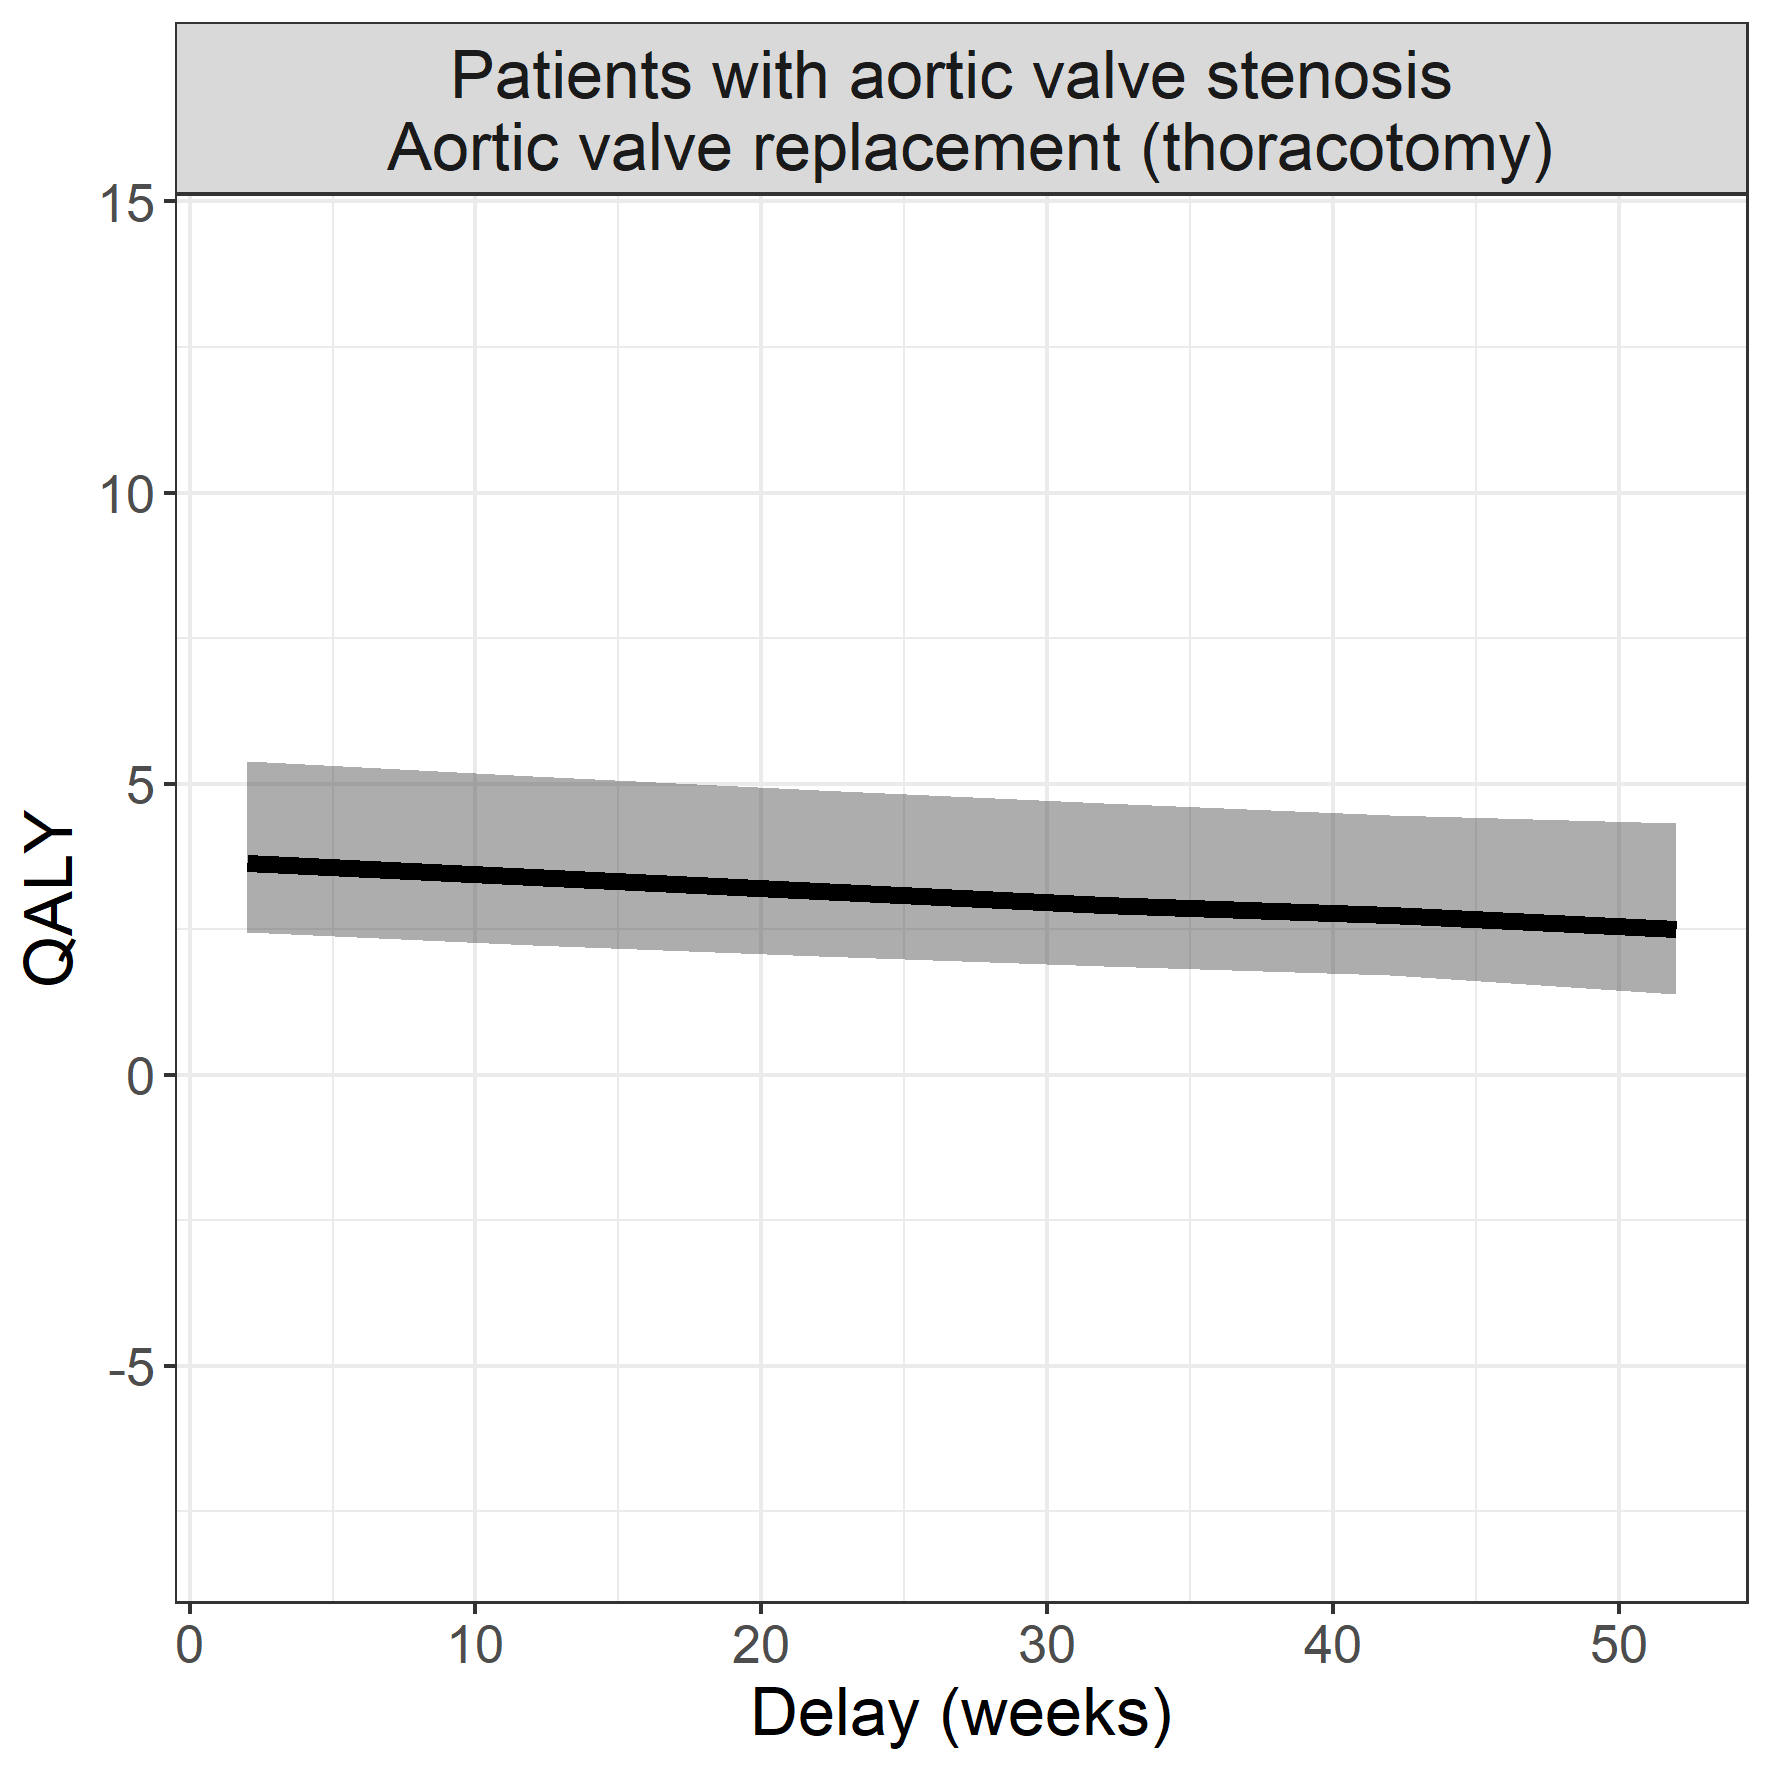 Patients with aortic valve stenosis
Aortic valve replacement (thoracotomy)
15
10
5
0
-5
QALY
0 10 20 30 40 50
Delay (weeks)